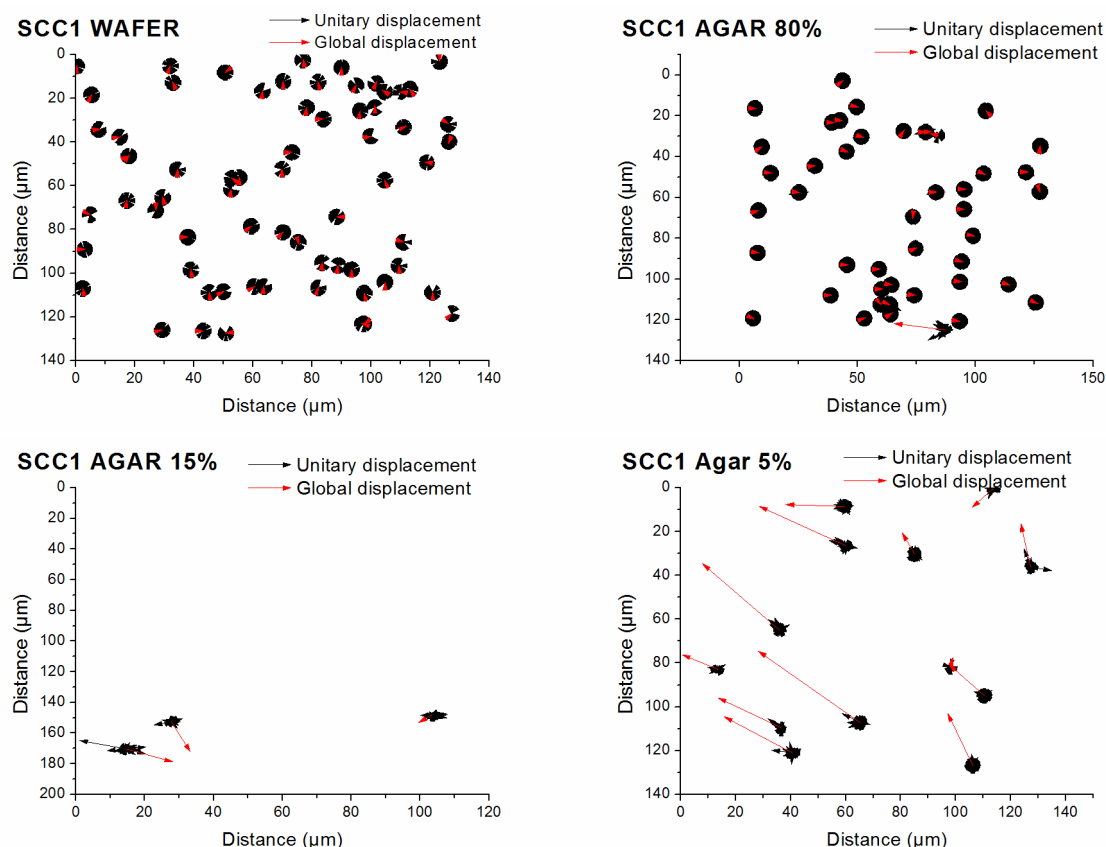 SCC1 WAFER
Unitary displacement
Global displacement
0
20
40
60
80
100
120
140
Distance (µm)
0 20 40 60 80 100 120 140
Distance (µm)
SCC1 AGAR 80%
Unitary displacement
Global displacement
0
20
40
60
80
100
120
140
Distance (µm)
0 50 100 150
Distance (µm)
SCC1 AGAR 15%
Unitary displacement
Global displacement
0
20
40
60
80
100
120
140
160
180
200
Distance (µm)
0 20 40 60 80 100 120
Distance (µm)
SCC1 Agar 5%
Unitary displacement
Global displacement
0
20
40
60
80
100
120
140
Distance (µm)
0 20 40 60 80 100 120 140
Distance (µm)